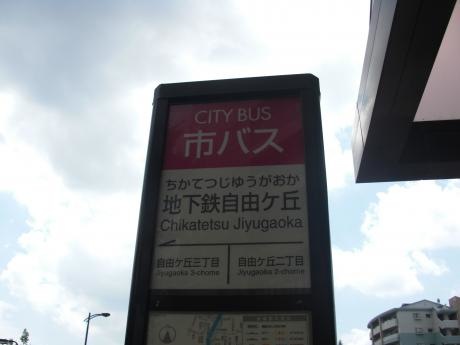 CITY BUS
市バス
ちかてつじゆうがおか
地下鉄自由ケ丘
Chikatetsu Jiyugaoka
自由ケ丘三丁目
Jiyugaoka 3-chome
自由ケ丘二丁目
Jiyugaoka 2-chome